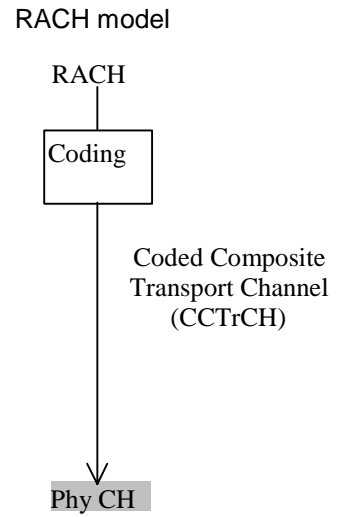 RACH model
RACH
Coding
Coded Composite
Transport Channel
(CCTrCH)
Phy CH